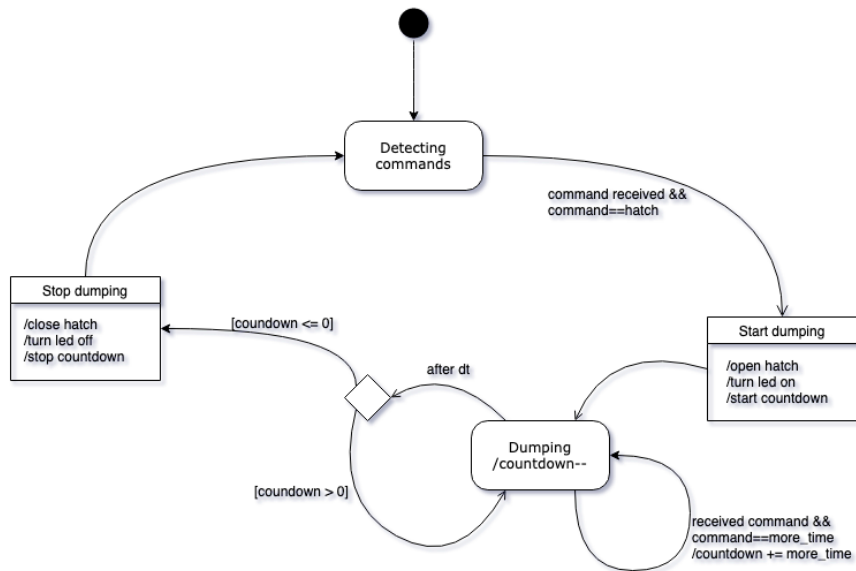 Detecting
commands
command received &&
command==hatch
Stop dumping
/close hatch
/turn led off
/stop countdown
[coundown <= 0]
Start dumping
/open hatch
/turn led on
/start countdown
after dt
Dumping
/countdown--
[coundown > 0]
received command &&
command==more_time
/countdown += more_time